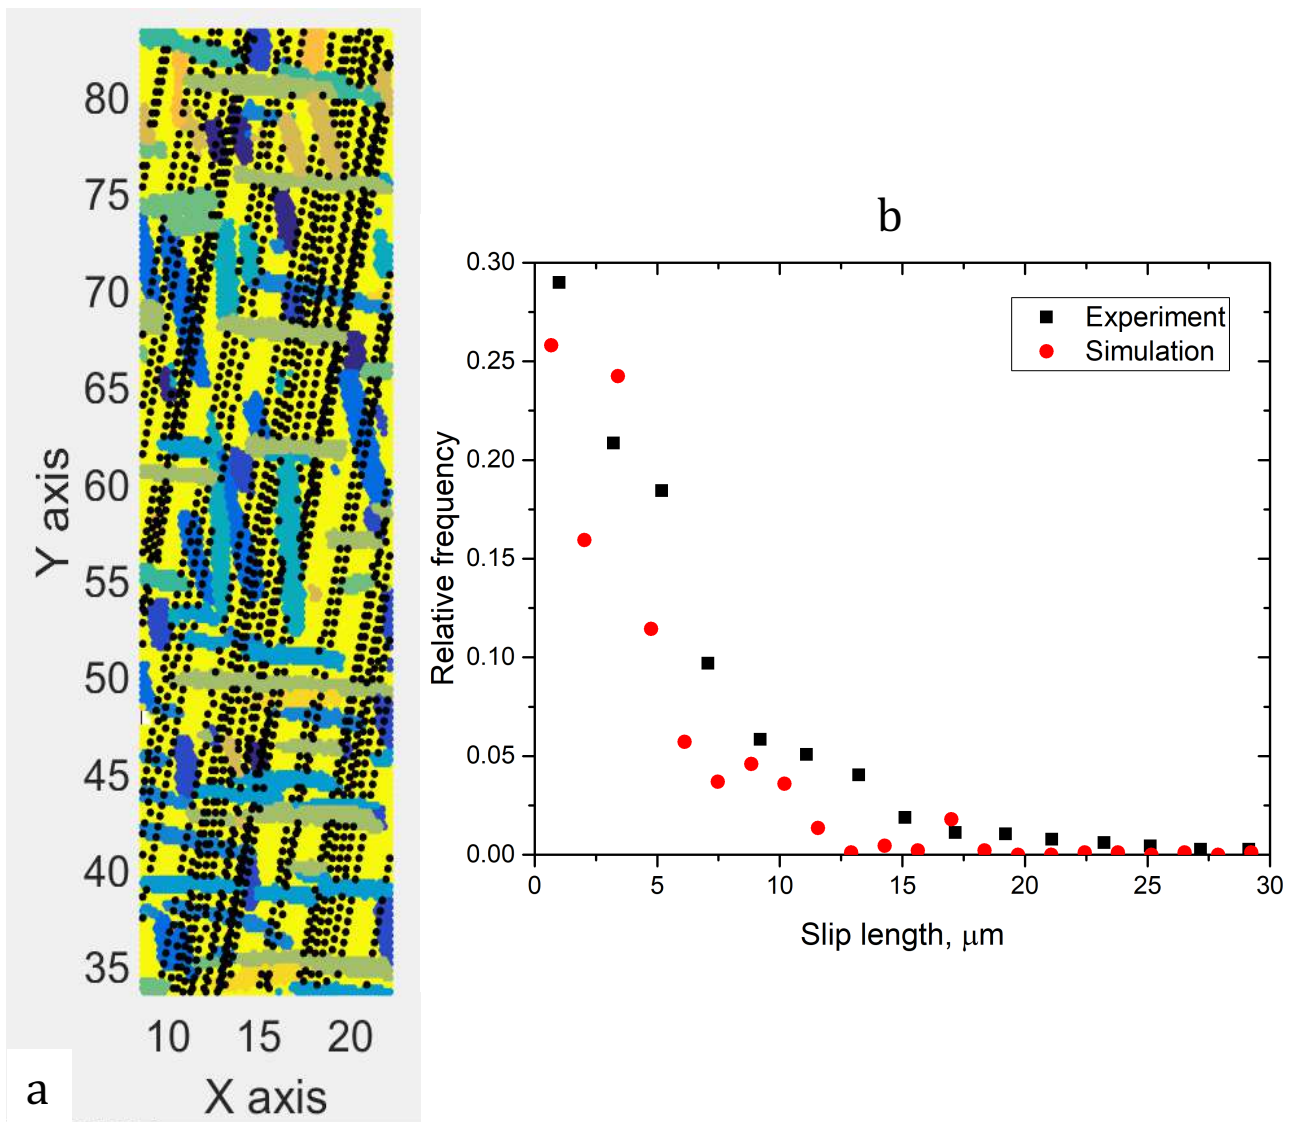 80
75
70
65
60
55
50
45
40
35
Y axis
10 15 20
X axis
a
b
0.30
0.25
0.20
0.15
0.10
0.05
0.00
Relative frequency
0 5 10 15 20 25 30
Slip length, μm
Experiment
Simulation